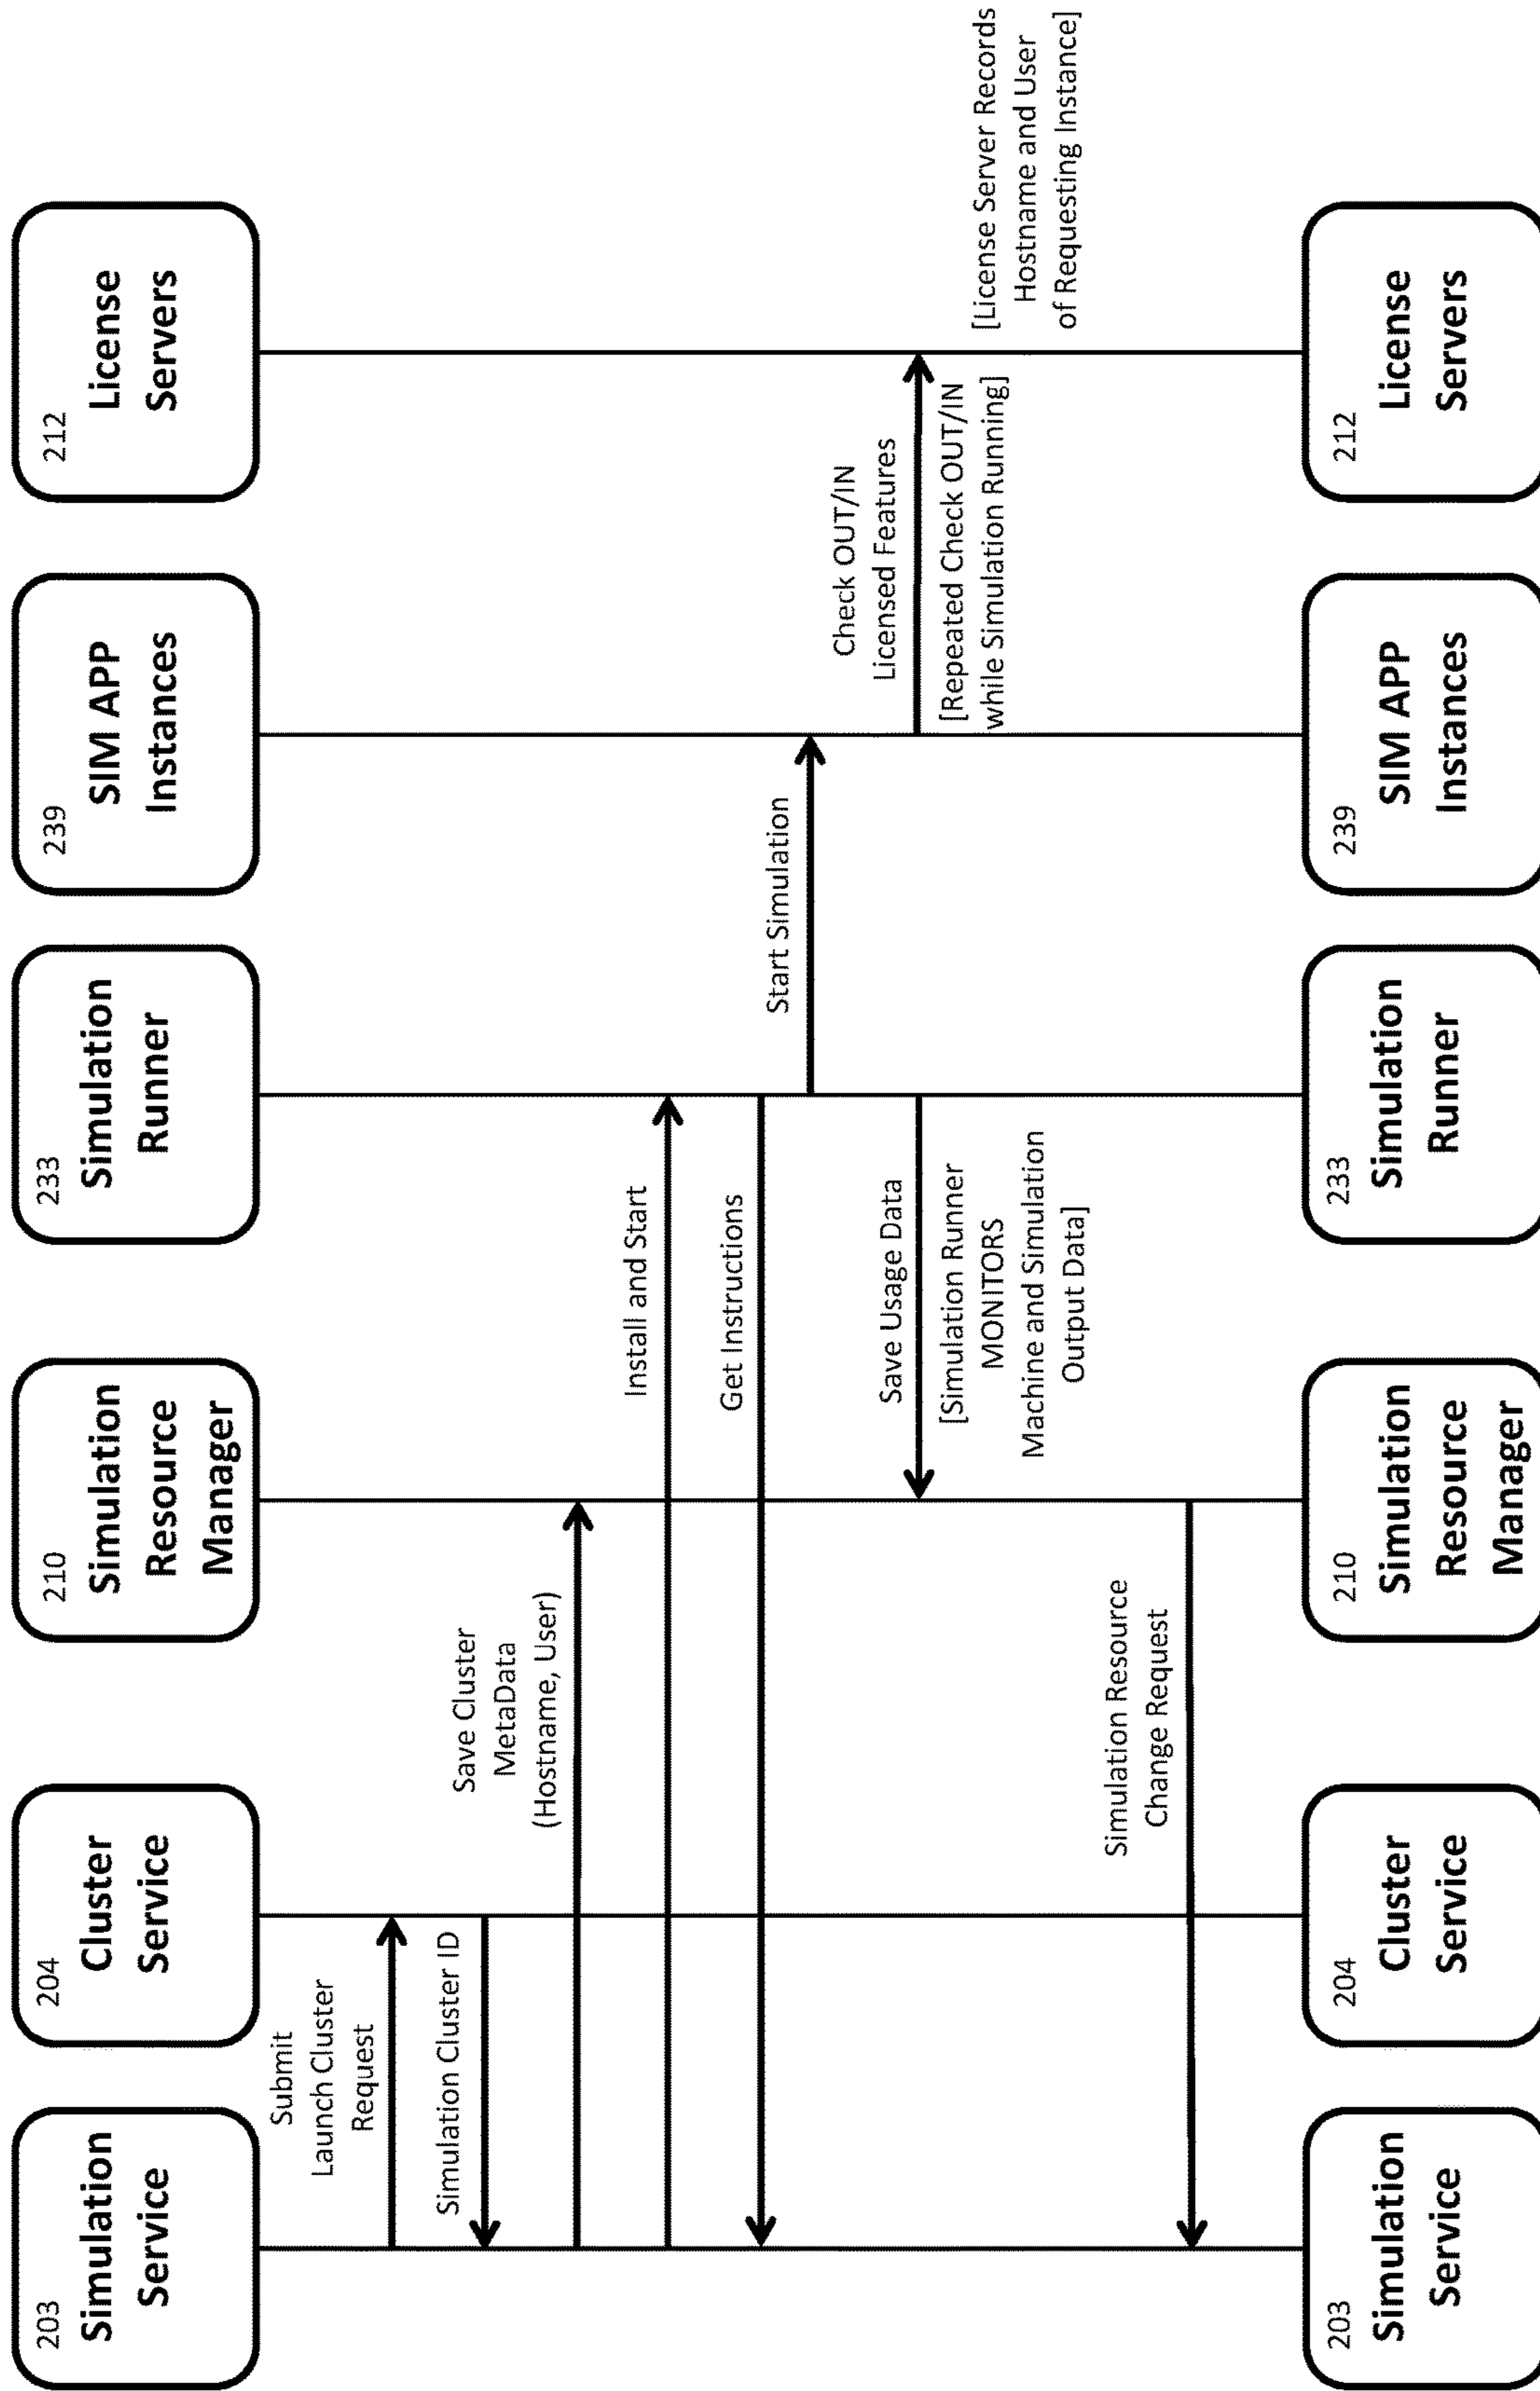 203
Simulation
Service
204
Cluster
Service
210
Simulation
Resource
Manager
233
Simulation
Runner
239
SIM APP
Instances
212
License
Servers
Submit
Launch Cluster
Request
Simulation Cluster ID
Save Cluster
MetaData
(Hostname, User)
Install and Start
Get Instructions
Start Simulation
Check OUT/IN
Licensed Features
[Repeated Check OUT/IN
while Simulation Running]
[License Server Records
Hostname and User
of Requesting Instance]
Save Usage Data
[Simulation Runner
MONITORS
Machine and Simulation
Output Data]
Simulation Resource
Change Request
203
Simulation
Service
204
Cluster
Service
210
Simulation
Resource
Manager
233
Simulation
Runner
239
SIM APP
Instances
212
License
Servers